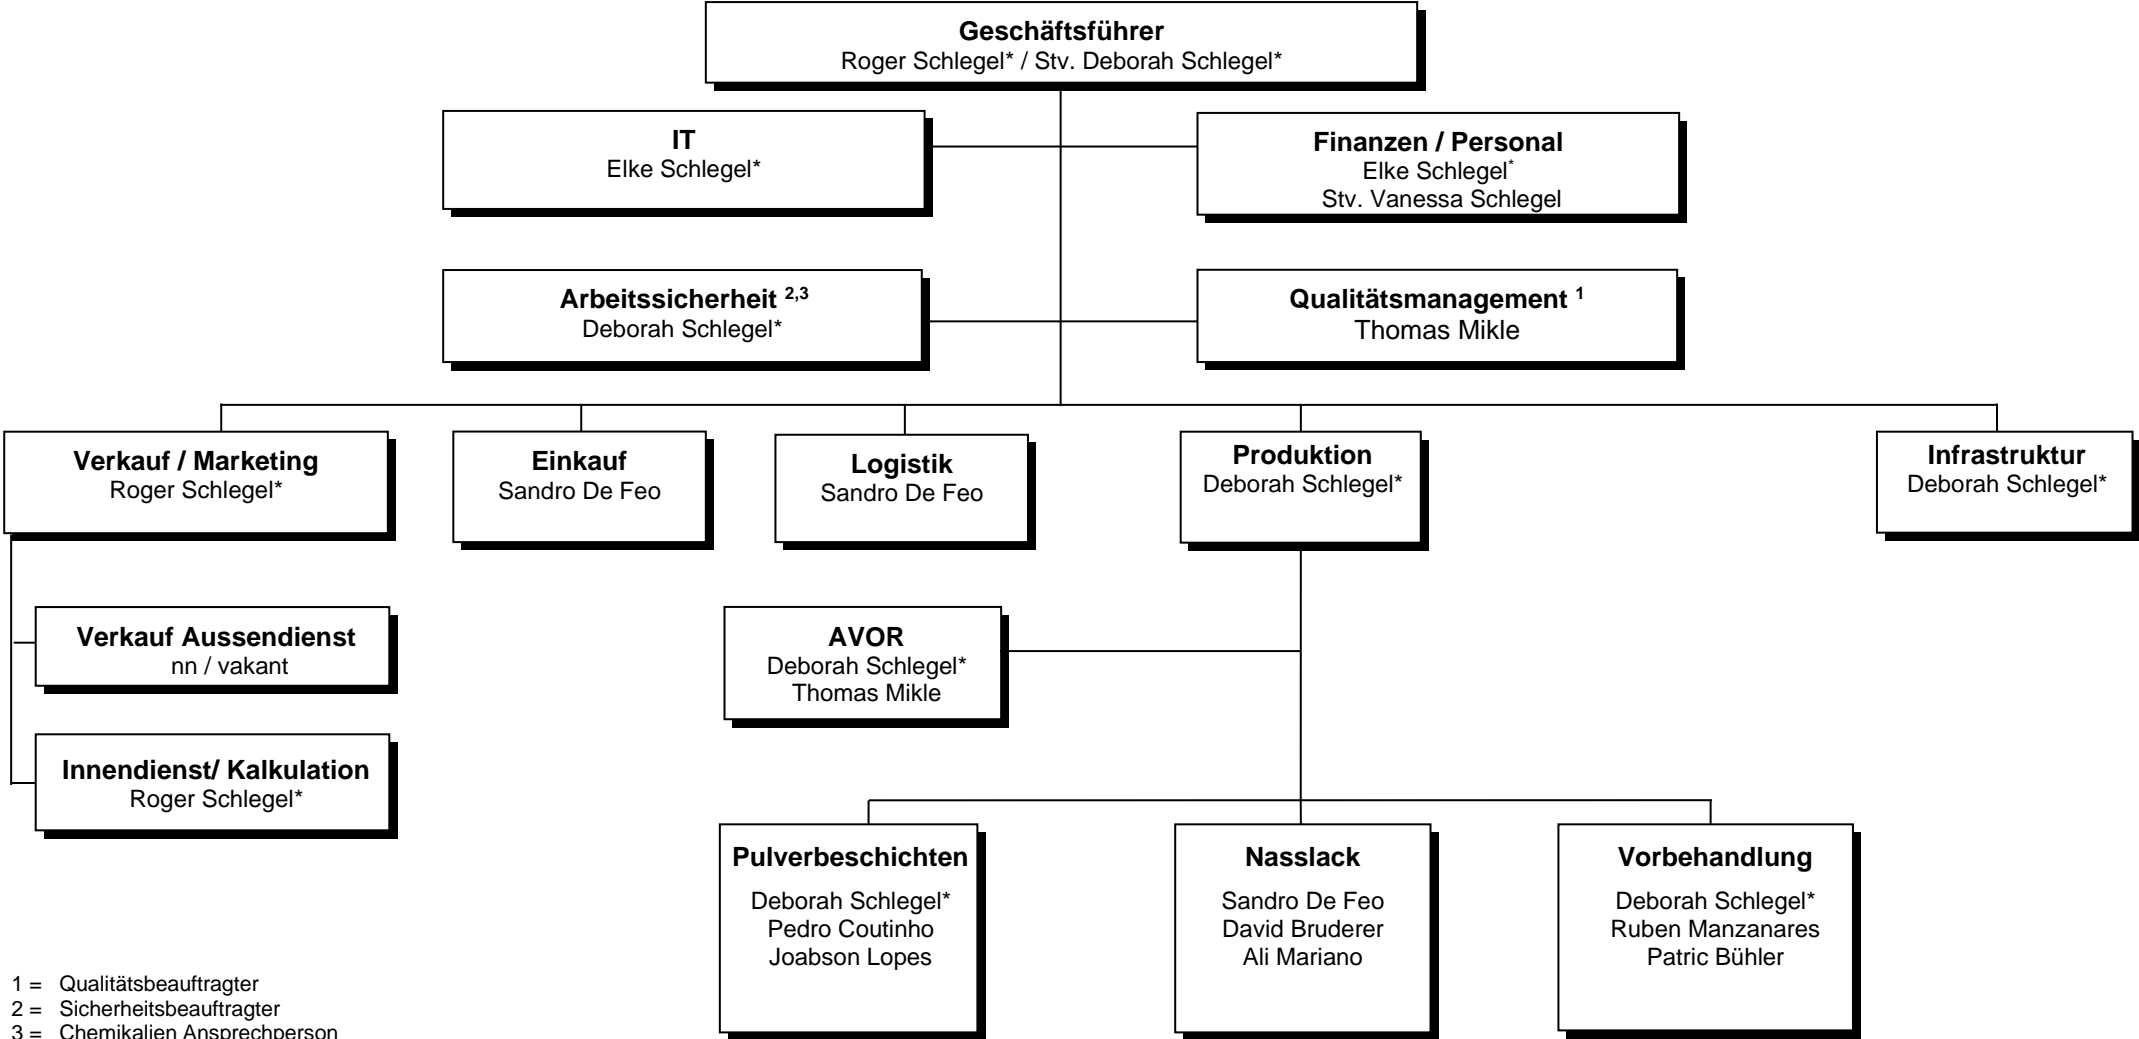 Geschäftsführer
Roger Schlegel* / Stv. Deborah Schlegel*
IT
Elke Schlegel*
Finanzen / Personal
Elke Schlegel*
Stv. Vanessa Schlegel
Arbeitssicherheit 2,3
Deborah Schlegel*
Qualitätsmanagement 1
Thomas Mikle
Verkauf / Marketing
Roger Schlegel*
Einkauf
Sandro De Feo
Logistik
Sandro De Feo
Produktion
Deborah Schlegel*
Infrastruktur
Deborah Schlegel*
Verkauf Aussendienst
nn / vakant
AVOR
Deborah Schlegel*
Thomas Mikle
Innendienst/ Kalkulation
Roger Schlegel*
Pulverbeschichten
Deborah Schlegel*
Pedro Coutinho
Joabson Lopes
Nasslack
Sandro De Feo
David Bruderer
Ali Mariano
Vorbehandlung
Deborah Schlegel*
Ruben Manzanares
Patric Bühler
1 = Qualitätsbeauftragter
2 = Sicherheitsbeauftragter
3 = Chemikalien Ansprechperson